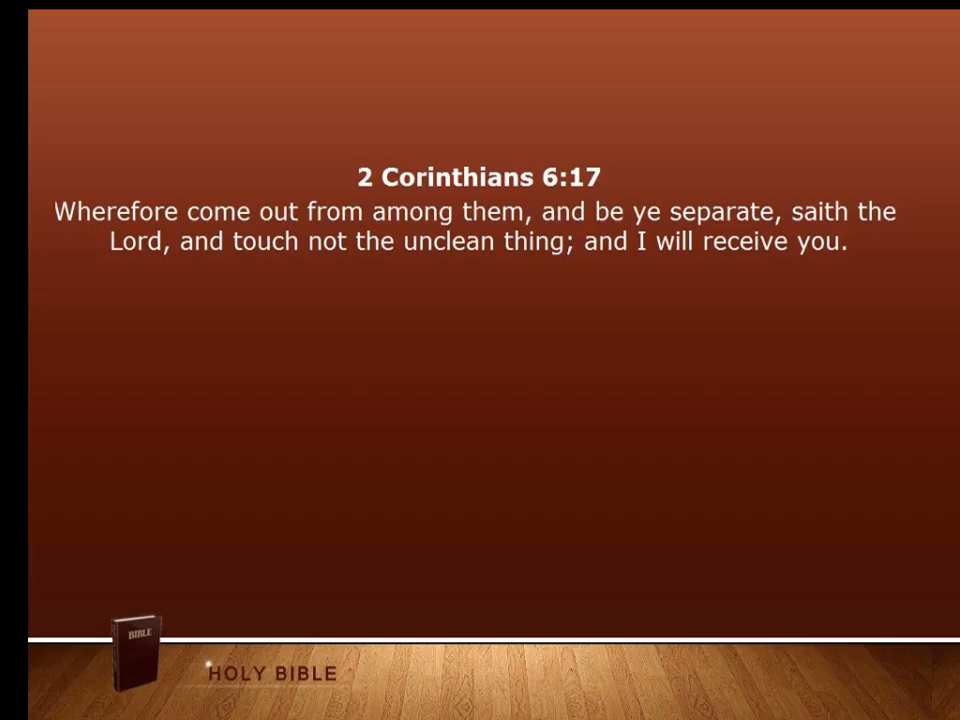 2 Corinthians 6:17
Wherefore come out from among them, and be ye separate, saith the
Lord, and touch not the unclean thing; and I will receive you.
BIBLE
HOLY BIBLE